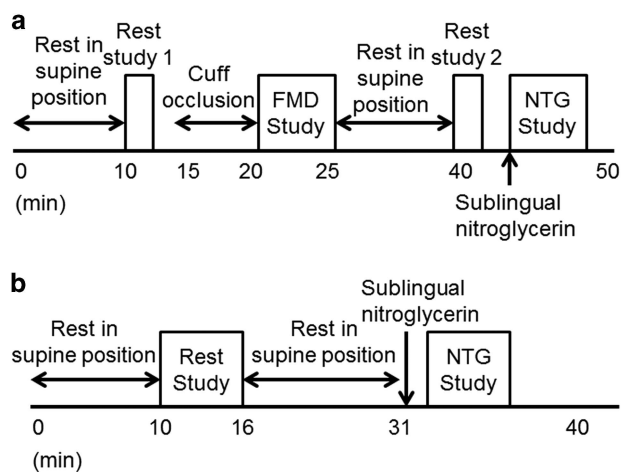 a
Rest in
supine
position
Rest
study 1
Cuff
occlusion
FMD
Study
Rest in
supine
position
Rest
study 2
NTG
Study
0 10 15 20 25 40 50
(min)
Sublingual
nitroglycerin
b
Sublingual
nitroglycerin
Rest in
supine position
Rest
Study
Rest in
supine position
NTG
Study
0 10 16 31 40
(min)